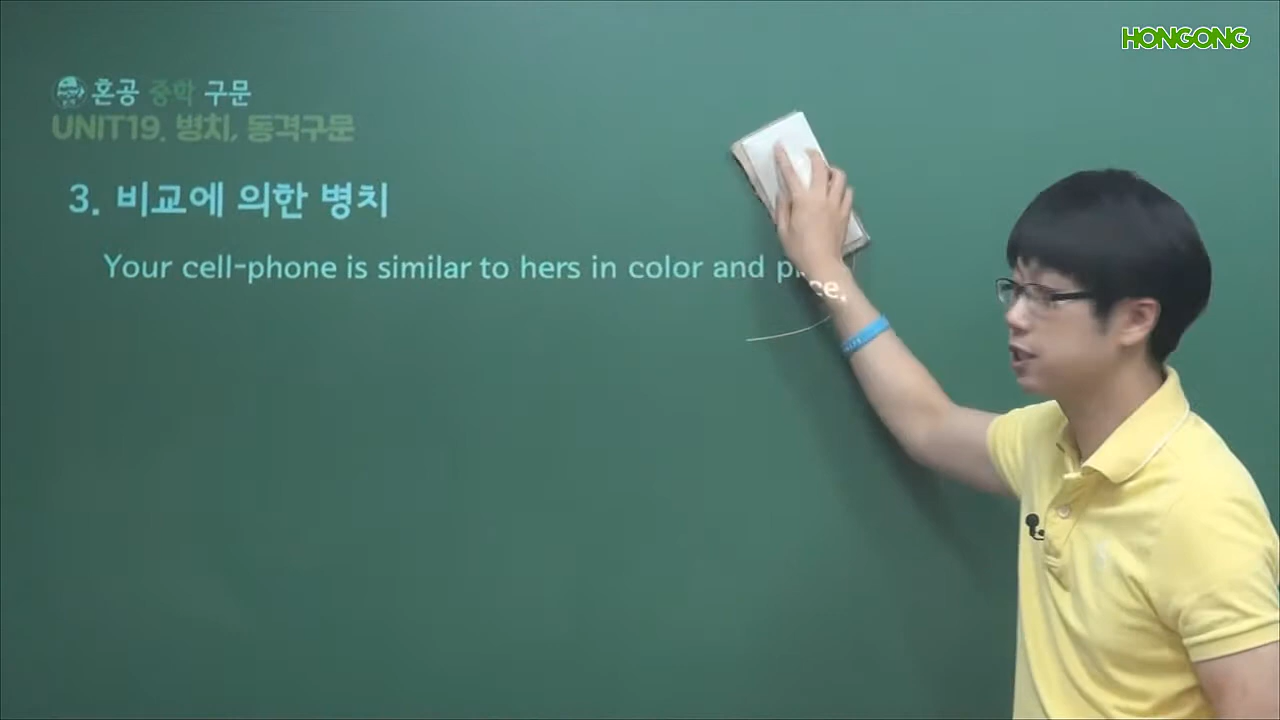 HONGONG
혼공 중학 구문
UNIT19. 병치, 동격구문
3. 비교에 의한 병치
Your cell-phone is similar to hers in color and